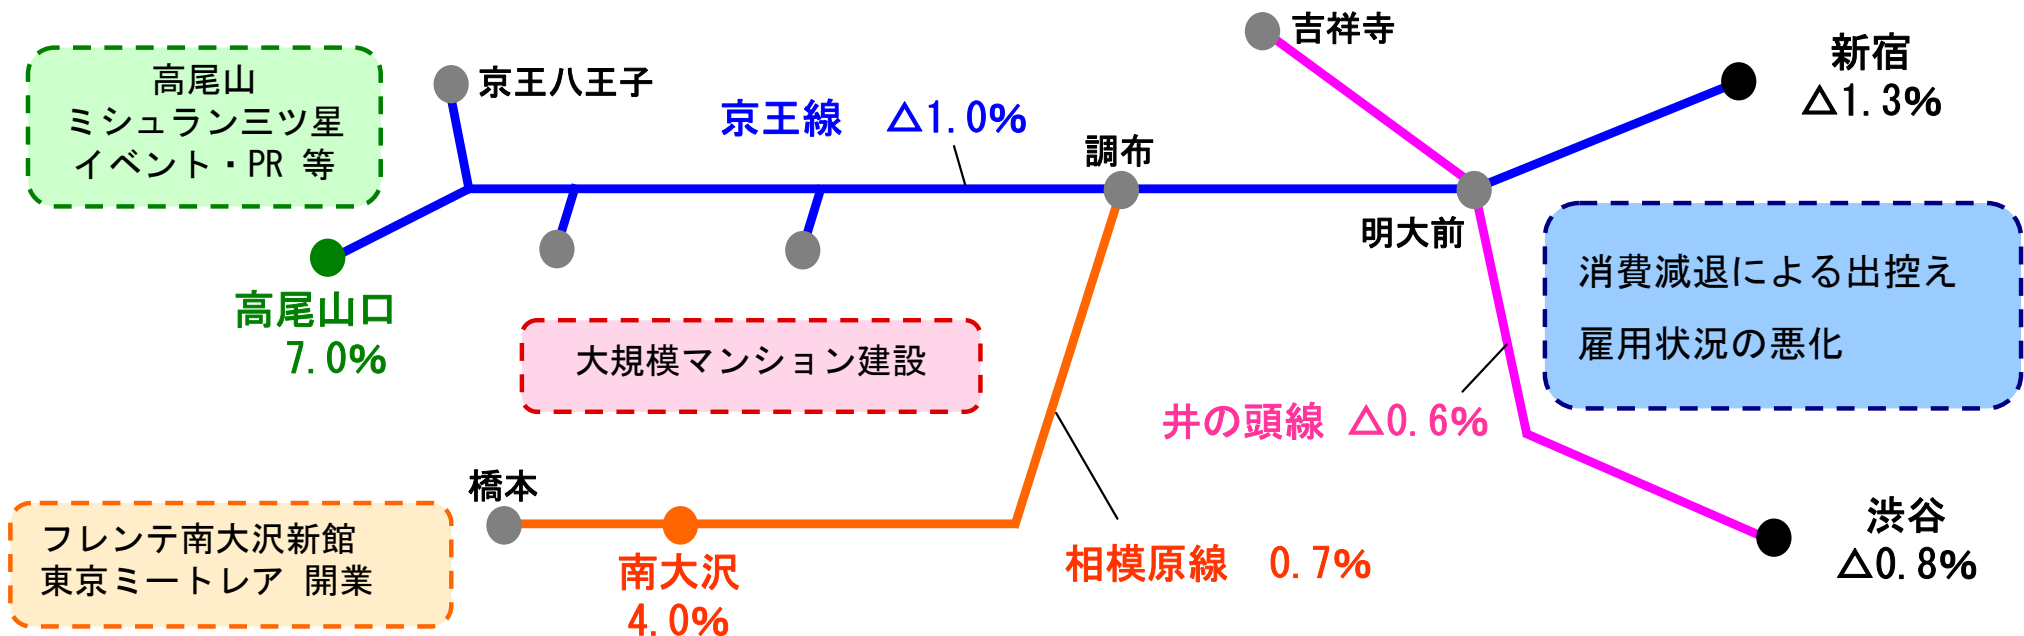 高尾山
ミシュラン三ツ星
イベント・PR 等
京王八王子
京王線　△1.0%
吉祥寺
新宿
△1.3%
調布
明大前
高尾山口
7.0%
大規模マンション建設
消費減退による出控え
雇用状況の悪化
井の頭線 △0.6%
橋本
フレンテ南大沢新館
東京ミートレア 開業
南大沢
4.0%
相模原線　0.7%
渋谷
△0.8%